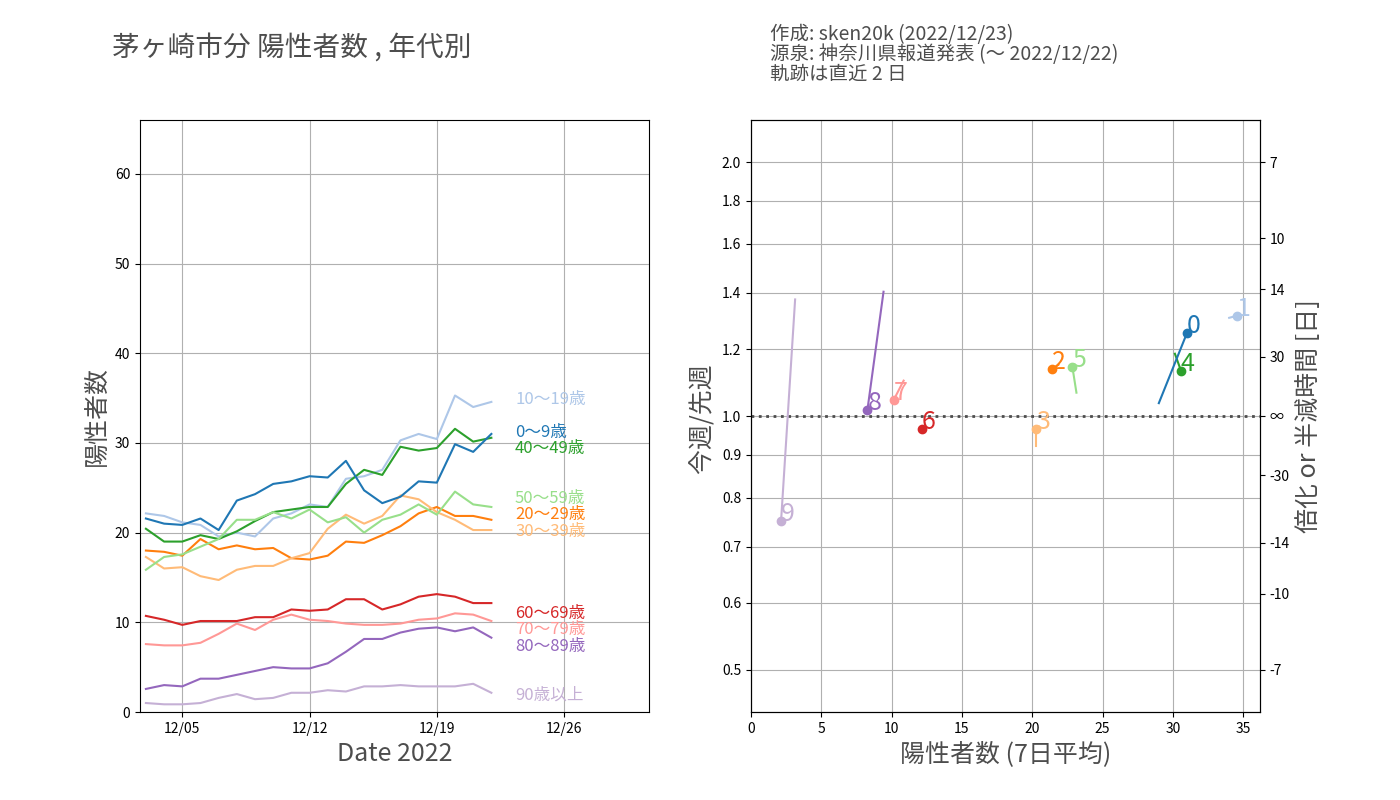 茅ヶ崎市分 陽性者数 , 年代別
作成: sken20k (2022/12/23)
源泉: 神奈川県報道発表 (～ 2022/12/22)
軌跡は直近 2 日
陽性者数
60
50
40
30
20
10
0
10～19歳
0～9歳
40～49歳
50～59歳
20～29歳
30～39歳
60～69歳
70～79歳
80～89歳
90歳以上
12/05
12/12
12/19
12/26
Date 2022
今週/先週
2.0
1.8
1.6
1.4
1.2
1.0
0.9
0.8
0.7
0.6
0.5
1
0
2
5
4
7
8
6
3
9
7
10
14
30
∞
-30
-14
-10
-7
倍化 or 半減時間 [日]
0
5
10
15
20
25
30
35
陽性者数 (7日平均)